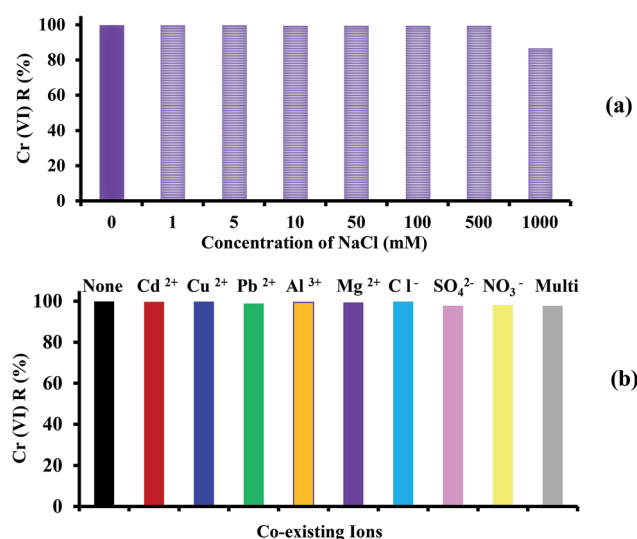 100
80
60
40
20
0
Cr (VI) R (%)
(a)
0 1 5 10 50 100 500 1000
Concentration of NaCl (mM)
None Cd 2+ Cu 2+ Pb 2+ Al 3+ Mg 2+ C l - SO₄2- NO₃ - Multi
100
80
60
40
20
0
Cr (VI) R (%)
(b)
Co-existing Ions